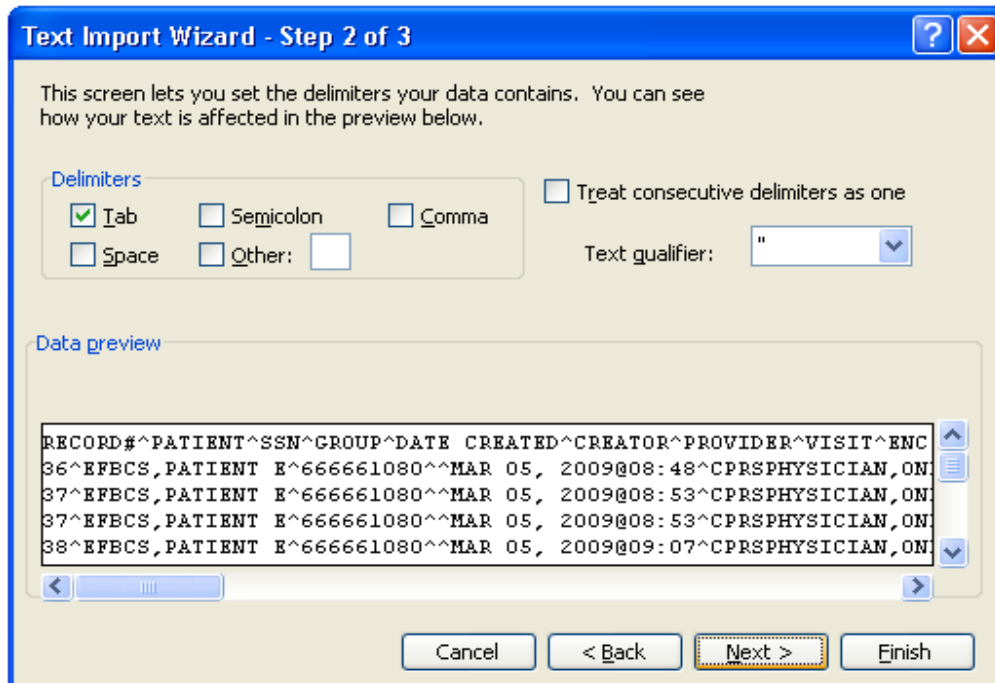 Text Import Wizard - Step 2 of 3
This screen lets you set the delimiters your data contains.  You can see
how your text is affected in the preview below.
Delimiters
Tab
Semicolon
Comma
Space
Other:
Treat consecutive delimiters as one
Text qualifier:
"
Data preview
RECORD#^PATIENT^SSN^GROUP^DATE CREATED^CREATOR^PROVIDER^VISIT^ENC
36^EFBCS,PATIENT E^666661080^^MAR 05, 2009@08:48^CPRSPHYSICIAN,ON
37^EFBCS,PATIENT E^666661080^^MAR 05, 2009@08:53^CPRSPHYSICIAN,ON
37^EFBCS,PATIENT E^666661080^^MAR 05, 2009@08:53^CPRSPHYSICIAN,ON
38^EFBCS,PATIENT E^666661080^^MAR 05, 2009@09:07^CPRSPHYSICIAN,ON
Cancel
< Back
Next >
Finish